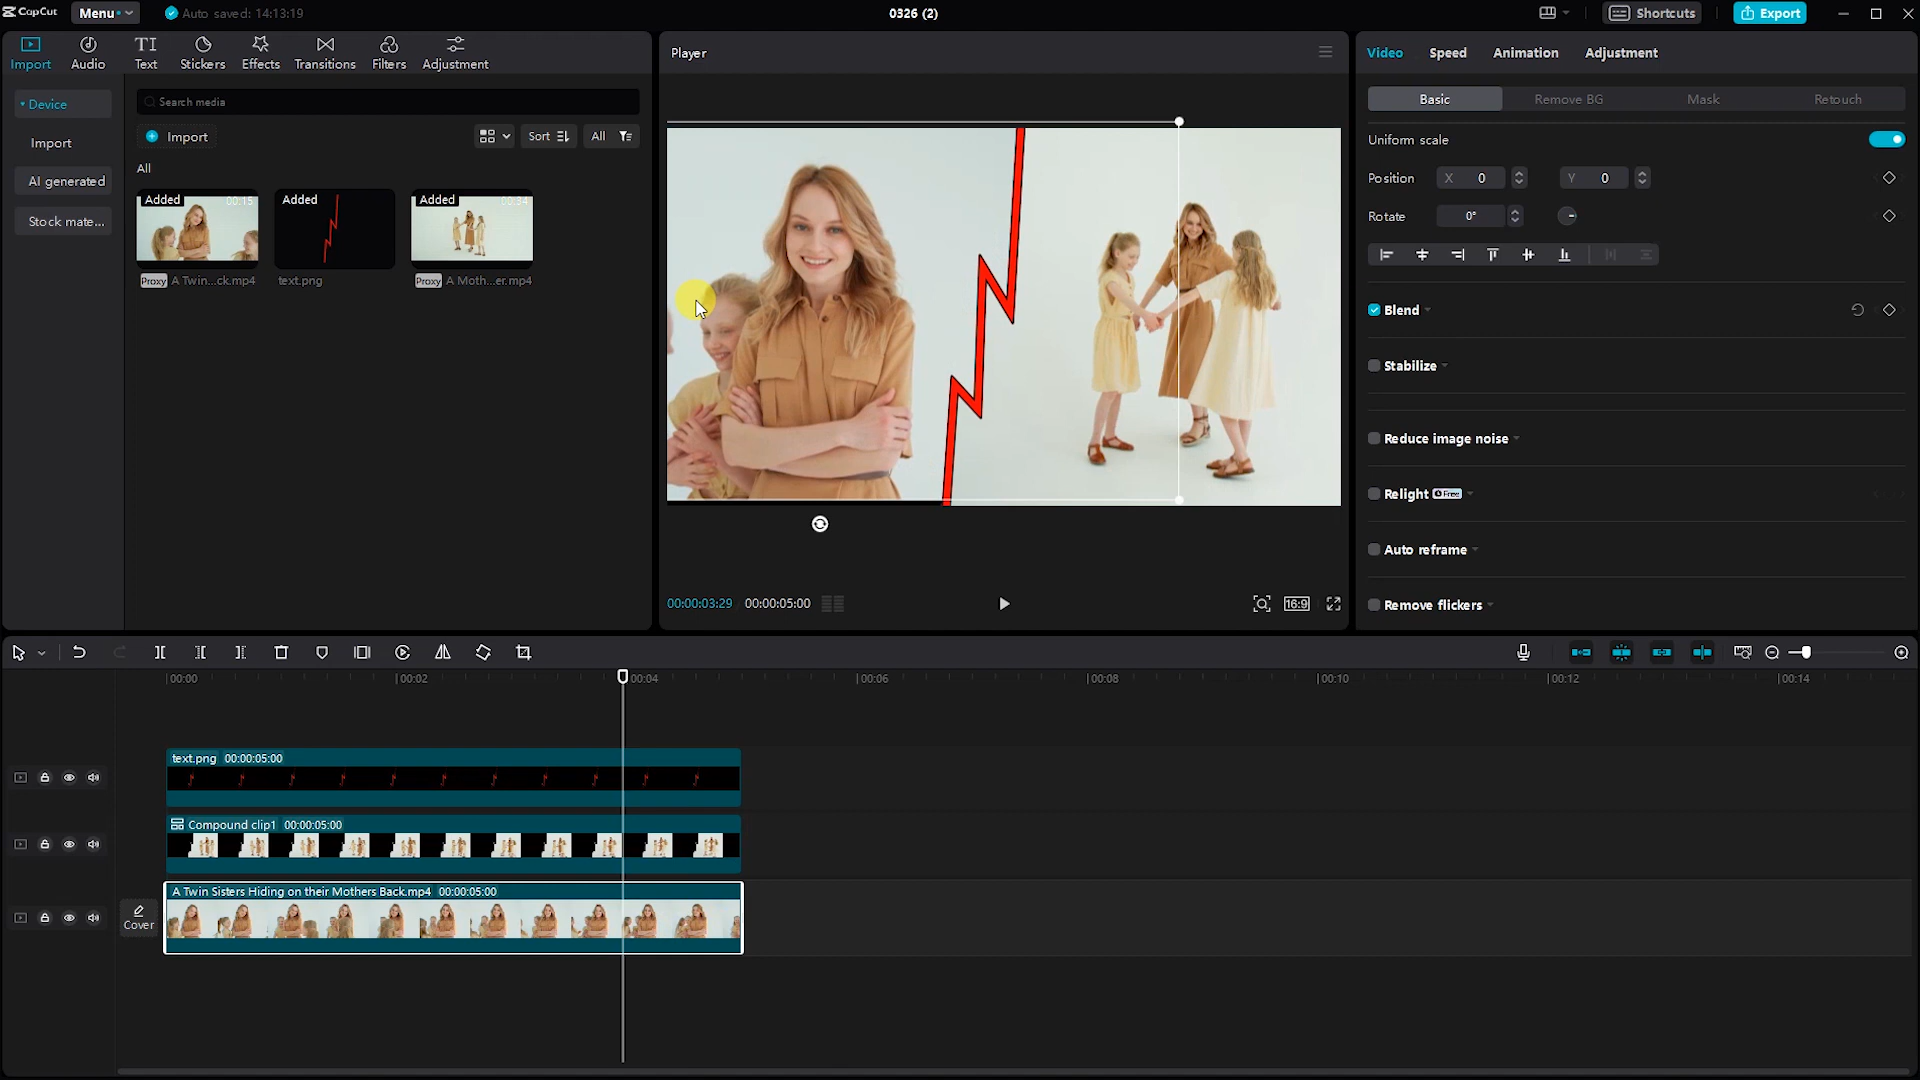 CapCut
Menu
Auto saved: 14:13:19
0326 (2)
Shortcuts
Export
Import
Audio
Text
Stickers
Effects
Transitions
Filters
Adjustment
Device
Import
AI generated
Stock mate...
Search media
Import
Sort
All
All
Added
00:15
Added
Added
00:34
Proxy A Twin...ck.mp4
text.png
Proxy A Moth...er.mp4
Player
00:00:03:29
00:00:05:00
16:9
Video
Speed
Animation
Adjustment
Basic
Remove BG
Mask
Retouch
Uniform scale
Position
X 0
Y 0
Rotate
0°
Blend
Stabilize
Reduce image noise
Relight Free
Auto reframe
Remove flickers
00:00
00:02
00:04
00:06
00:08
00:10
00:12
00:14
text.png 00:00:05:00
Compound clip1 00:00:05:00
A Twin Sisters Hiding on their Mothers Back.mp4 00:00:05:00
Cover